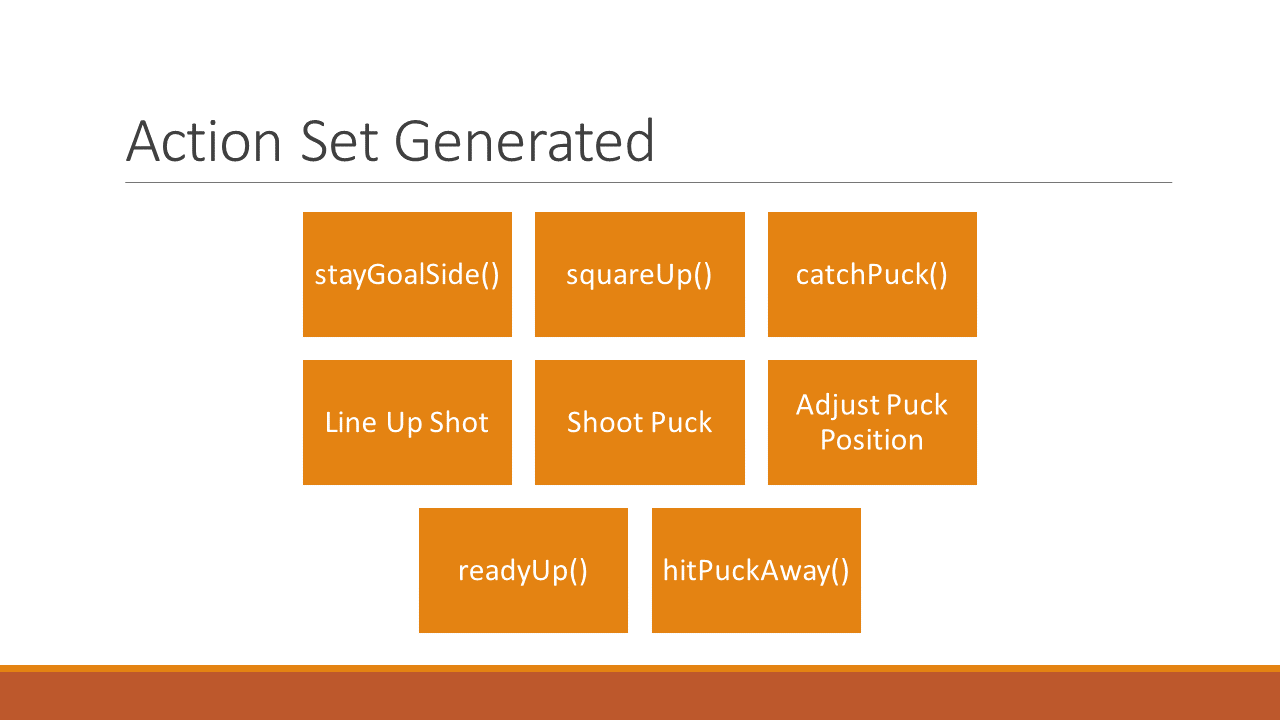 Action Set Generated
stayGoalSide()
squareUp()
catchPuck()
Line Up Shot
Shoot Puck
Adjust Puck
Position
readyUp()
hitPuckAway()